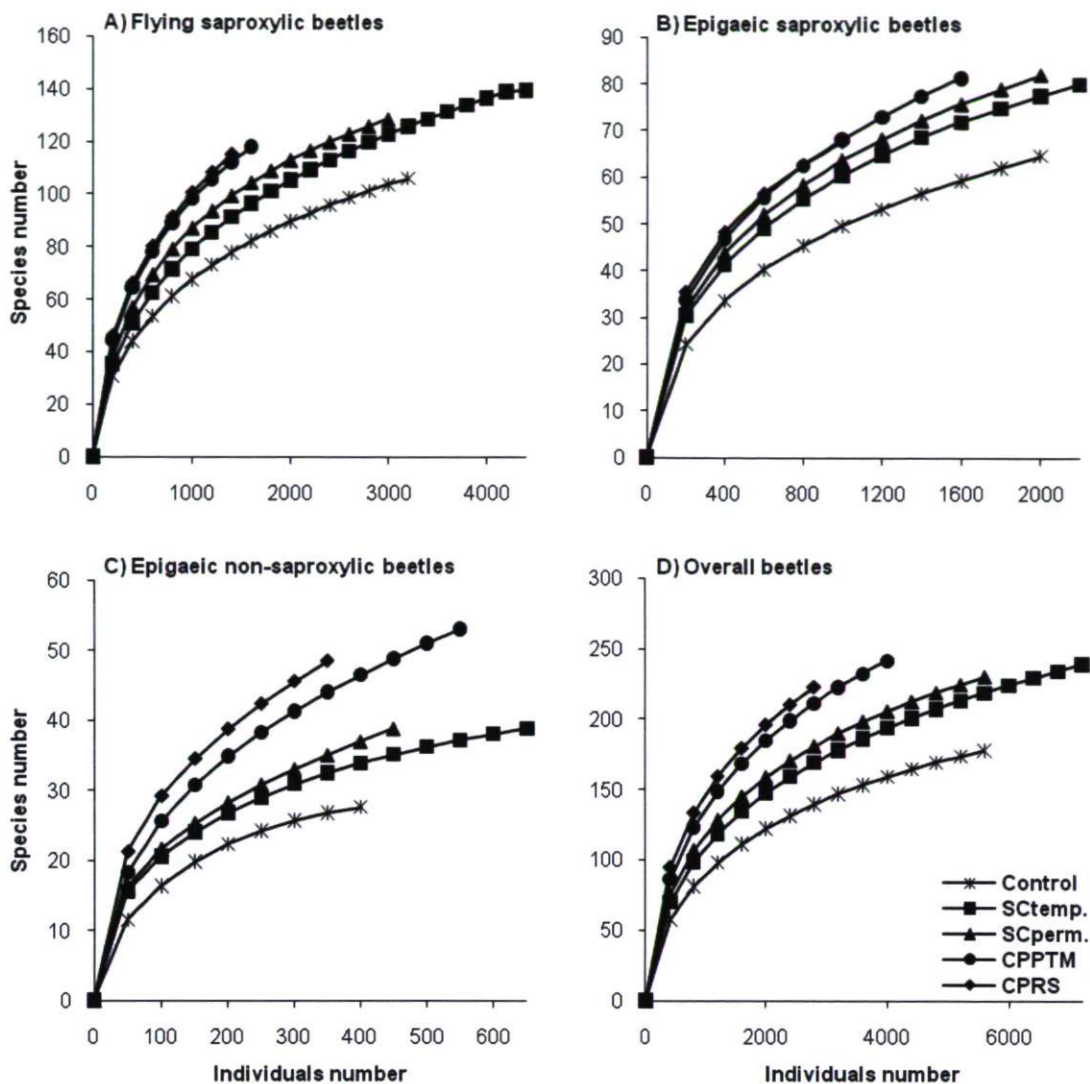 A) Flying saproxylic beetles
160
140
120
100
80
60
40
20
0
Species number
0 1000 2000 3000 4000
B) Epigaeic saproxylic beetles
90
80
70
60
50
40
30
20
10
0
0 400 800 1200 1600 2000
C) Epigaeic non-saproxylic beetles
60
50
40
30
20
10
0
Species number
0 100 200 300 400 500 600
Individuals number
D) Overall beetles
300
250
200
150
100
50
0
0 2000 4000 6000
Individuals number
Control
SCtemp.
SCperm.
CPPTM
CPRS